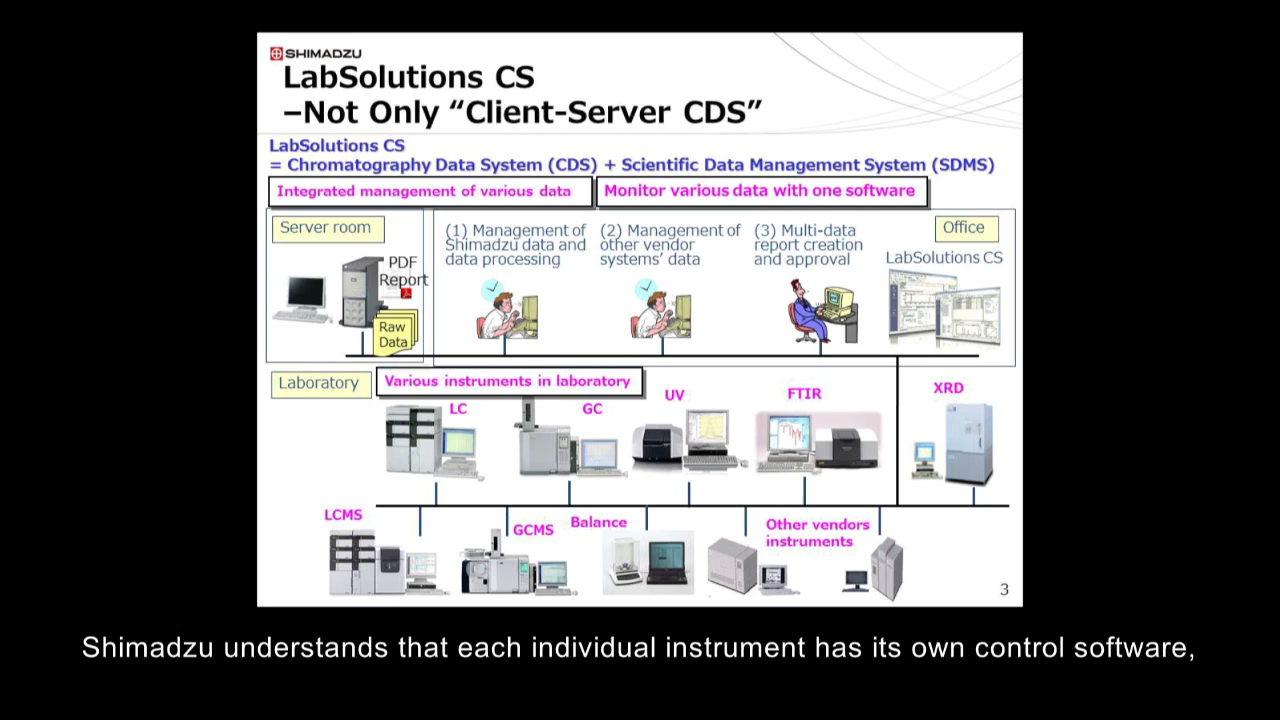 SHIMADZU
LabSolutions CS
–Not Only “Client-Server CDS”
LabSolutions CS
= Chromatography Data System (CDS) + Scientific Data Management System (SDMS)
Integrated management of various data
Monitor various data with one software
Server room
PDF
Report
Raw
Data
(1) Management of
Shimadzu data and
data processing
(2) Management of
other vendor
systems’ data
(3) Multi-data
report creation
and approval
Office
LabSolutions CS
Laboratory
Various instruments in laboratory
LC
GC
UV
FTIR
XRD
LCMS
GCMS
Balance
Other vendors
instruments
3
Shimadzu understands that each individual instrument has its own control software,